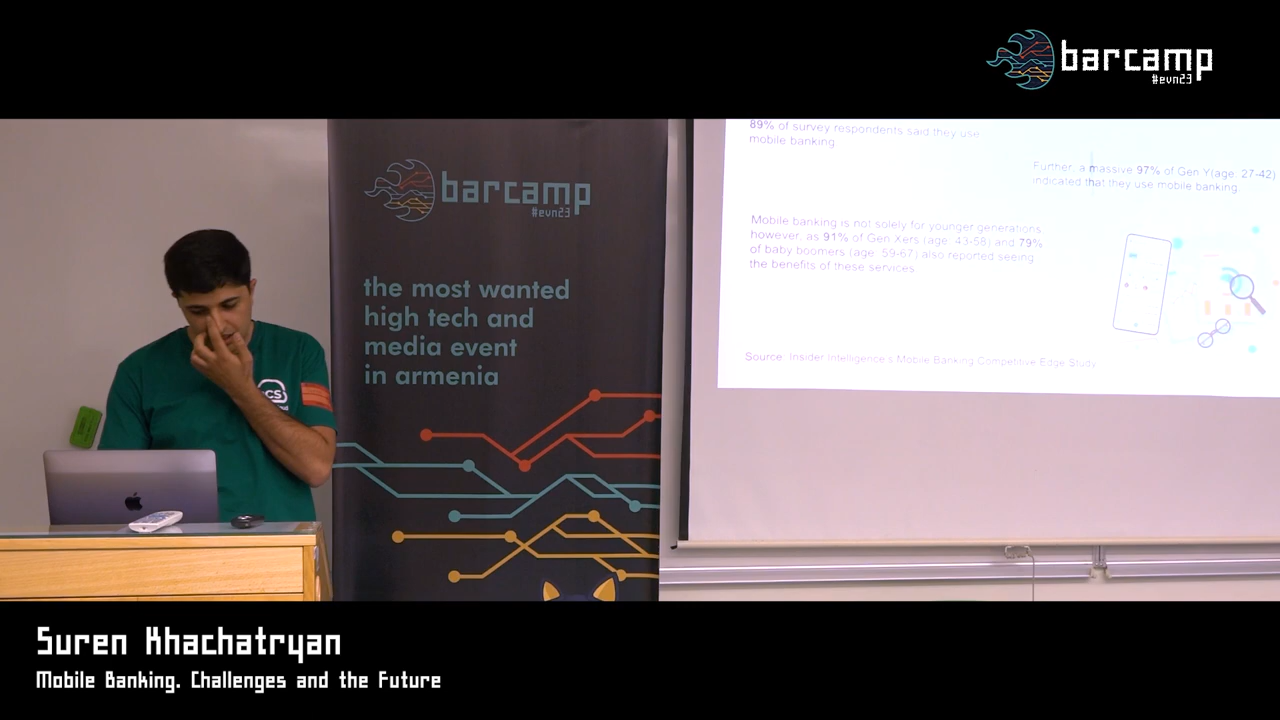 barcamp
#evn23
barcamp
#evn23
the most wanted
high tech and
media event
in armenia
89% of survey respondents said they use
mobile banking.
Further, a massive 97% of Gen Y(age: 27-42)
indicated that they use mobile banking.
Mobile banking is not solely for younger generations,
however, as 91% of Gen Xers (age: 43-58) and 79%
of baby boomers (age: 59-67) also reported seeing
the benefits of these services.
Source: Insider Intelligence's Mobile Banking Competitive Edge Study
CS
Suren Khachatryan
Mobile Banking. Challenges and the Future